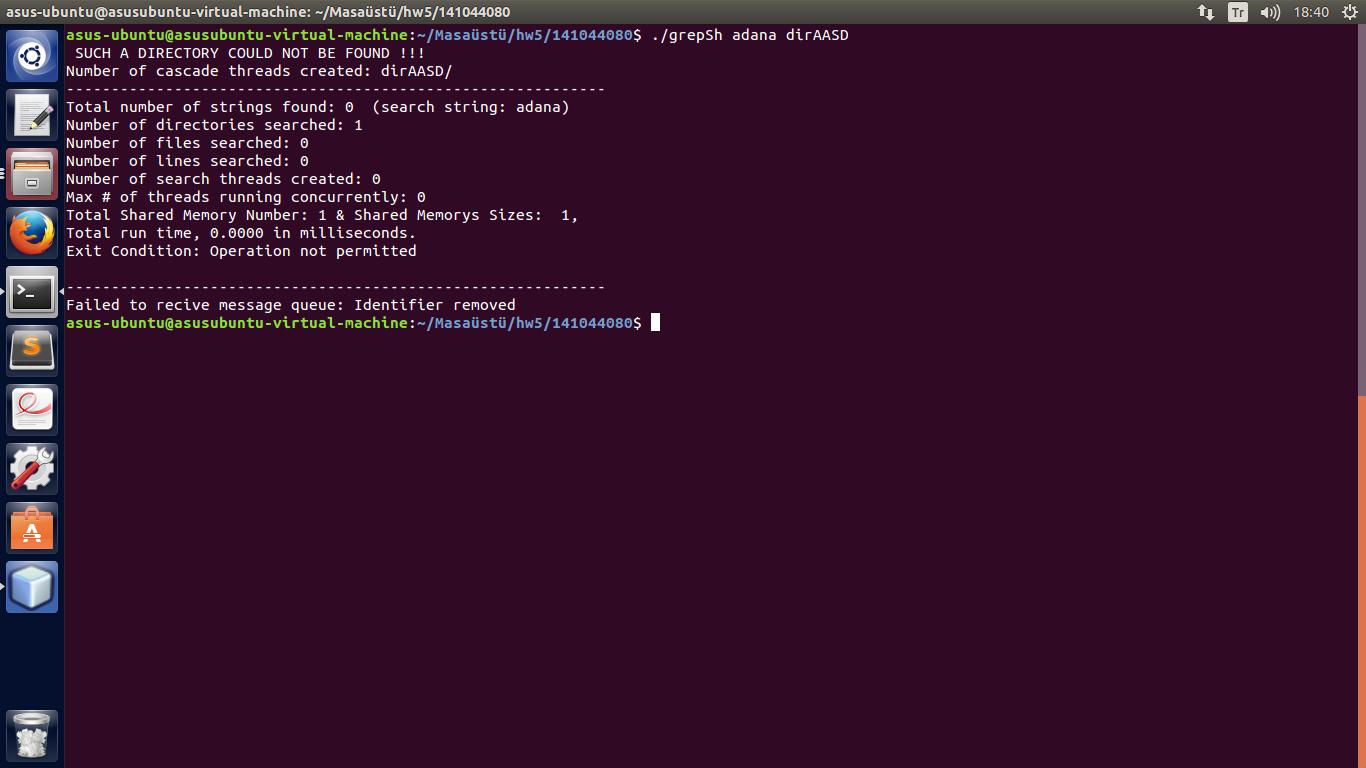 asus-ubuntu@asusubuntu-virtual-machine: ~/Masaüstü/hw5/141044080
Tr
18:40
asus-ubuntu@asusubuntu-virtual-machine:~/Masaüstü/hw5/141044080$ ./grepSh adana dirAASD
SUCH A DIRECTORY COULD NOT BE FOUND !!!
Number of cascade threads created: dirAASD/
------------------------------------------------------------
Total number of strings found: 0  (search string: adana)
Number of directories searched: 1
Number of files searched: 0
Number of lines searched: 0
Number of search threads created: 0
Max # of threads running concurrently: 0
Total Shared Memory Number: 1 & Shared Memorys Sizes:  1,
Total run time, 0.0000 in milliseconds.
Exit Condition: Operation not permitted
------------------------------------------------------------
Failed to recive message queue: Identifier removed
asus-ubuntu@asusubuntu-virtual-machine:~/Masaüstü/hw5/141044080$